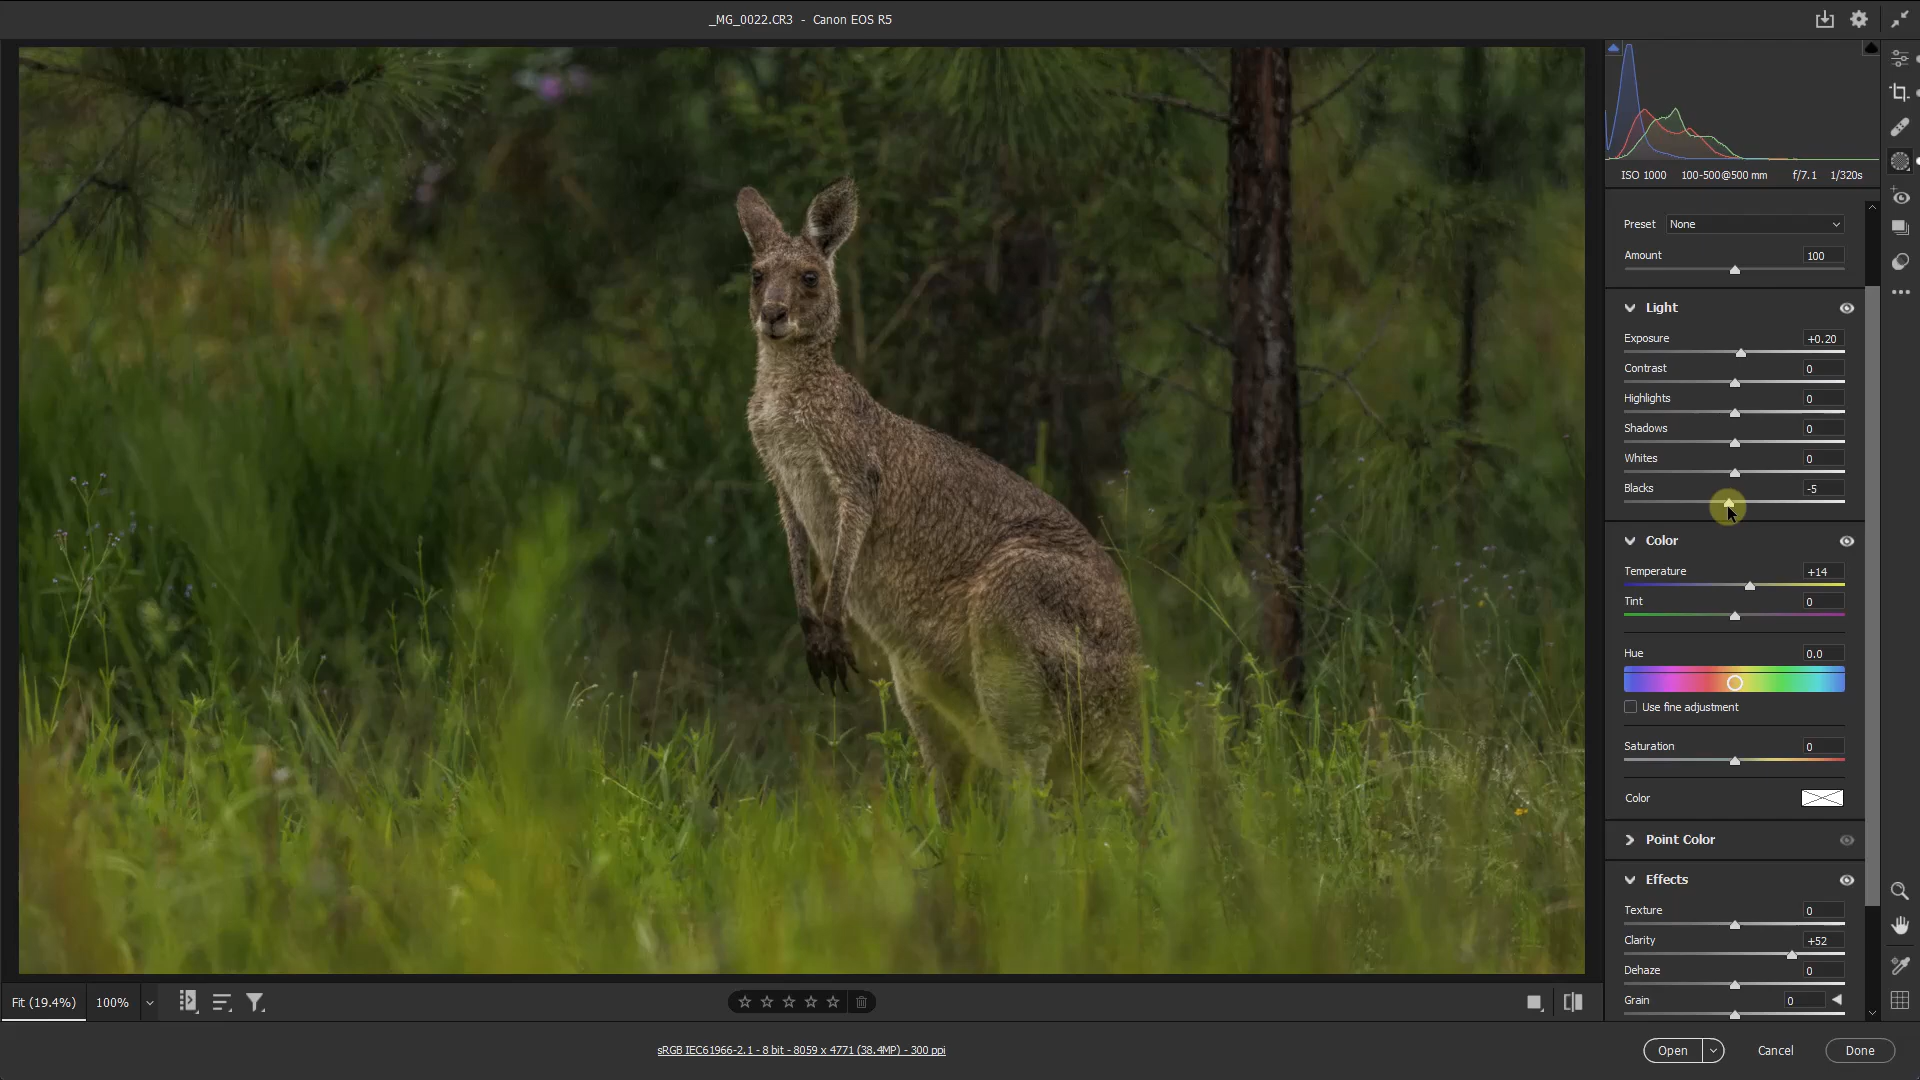 _MG_0022.CR3 - Canon EOS R5
ISO 1000 100-500@500 mm f/7.1 1/320s
Preset None
Amount 100
Light
Exposure +0.20
Contrast 0
Highlights 0
Shadows 0
Whites 0
Blacks -5
Color
Temperature +14
Tint 0
Hue 0.0
Use fine adjustment
Saturation 0
Color
Point Color
Effects
Texture 0
Clarity +52
Dehaze 0
Grain 0
Fit (19.4%) 100%
sRGB IEC61966-2.1 - 8 bit - 8059 x 4771 (38.4MP) - 300 ppi
Open Cancel Done